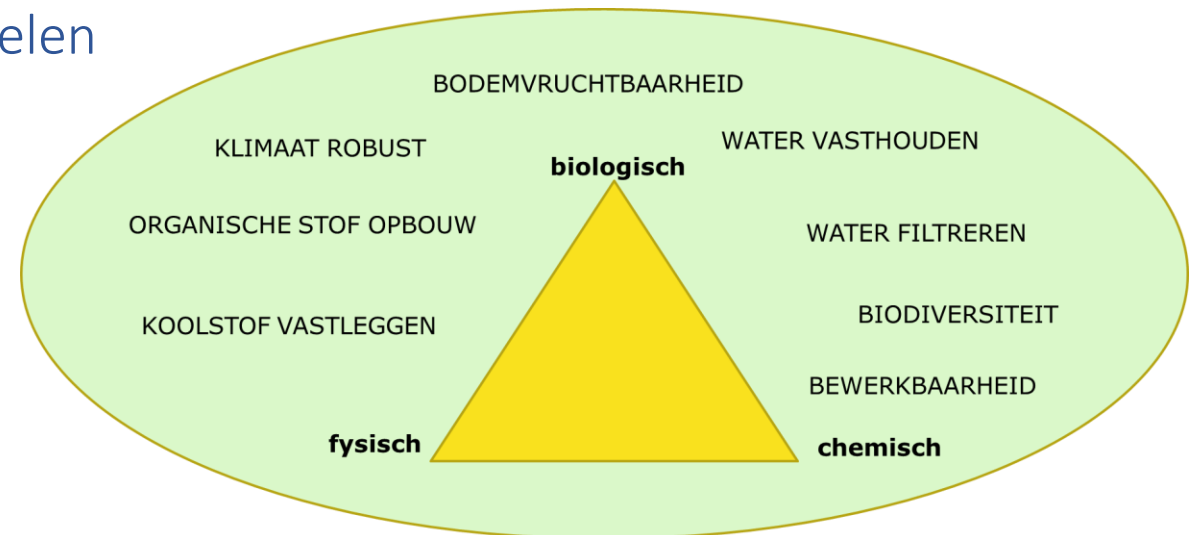 elen
BODEMVRUCHTBAARHEID
KLIMAAT ROBUST
WATER VASTHOUDEN
biologisch
ORGANISCHE STOF OPBOUW
WATER FILTREREN
KOOLSTOF VASTLEGGEN
BIODIVERSITEIT
BEWERKBAARHEID
fysisch
chemisch